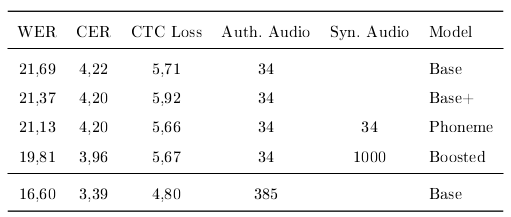 WER CER CTC Loss Auth. Audio Syn. Audio Model
21,69 4,22 5,71 34 Base
21,37 4,20 5,92 34 Base+
21,13 4,20 5,66 34 34 Phoneme
19,81 3,96 5,67 34 1000 Boosted
16,60 3,39 4,80 385 Base